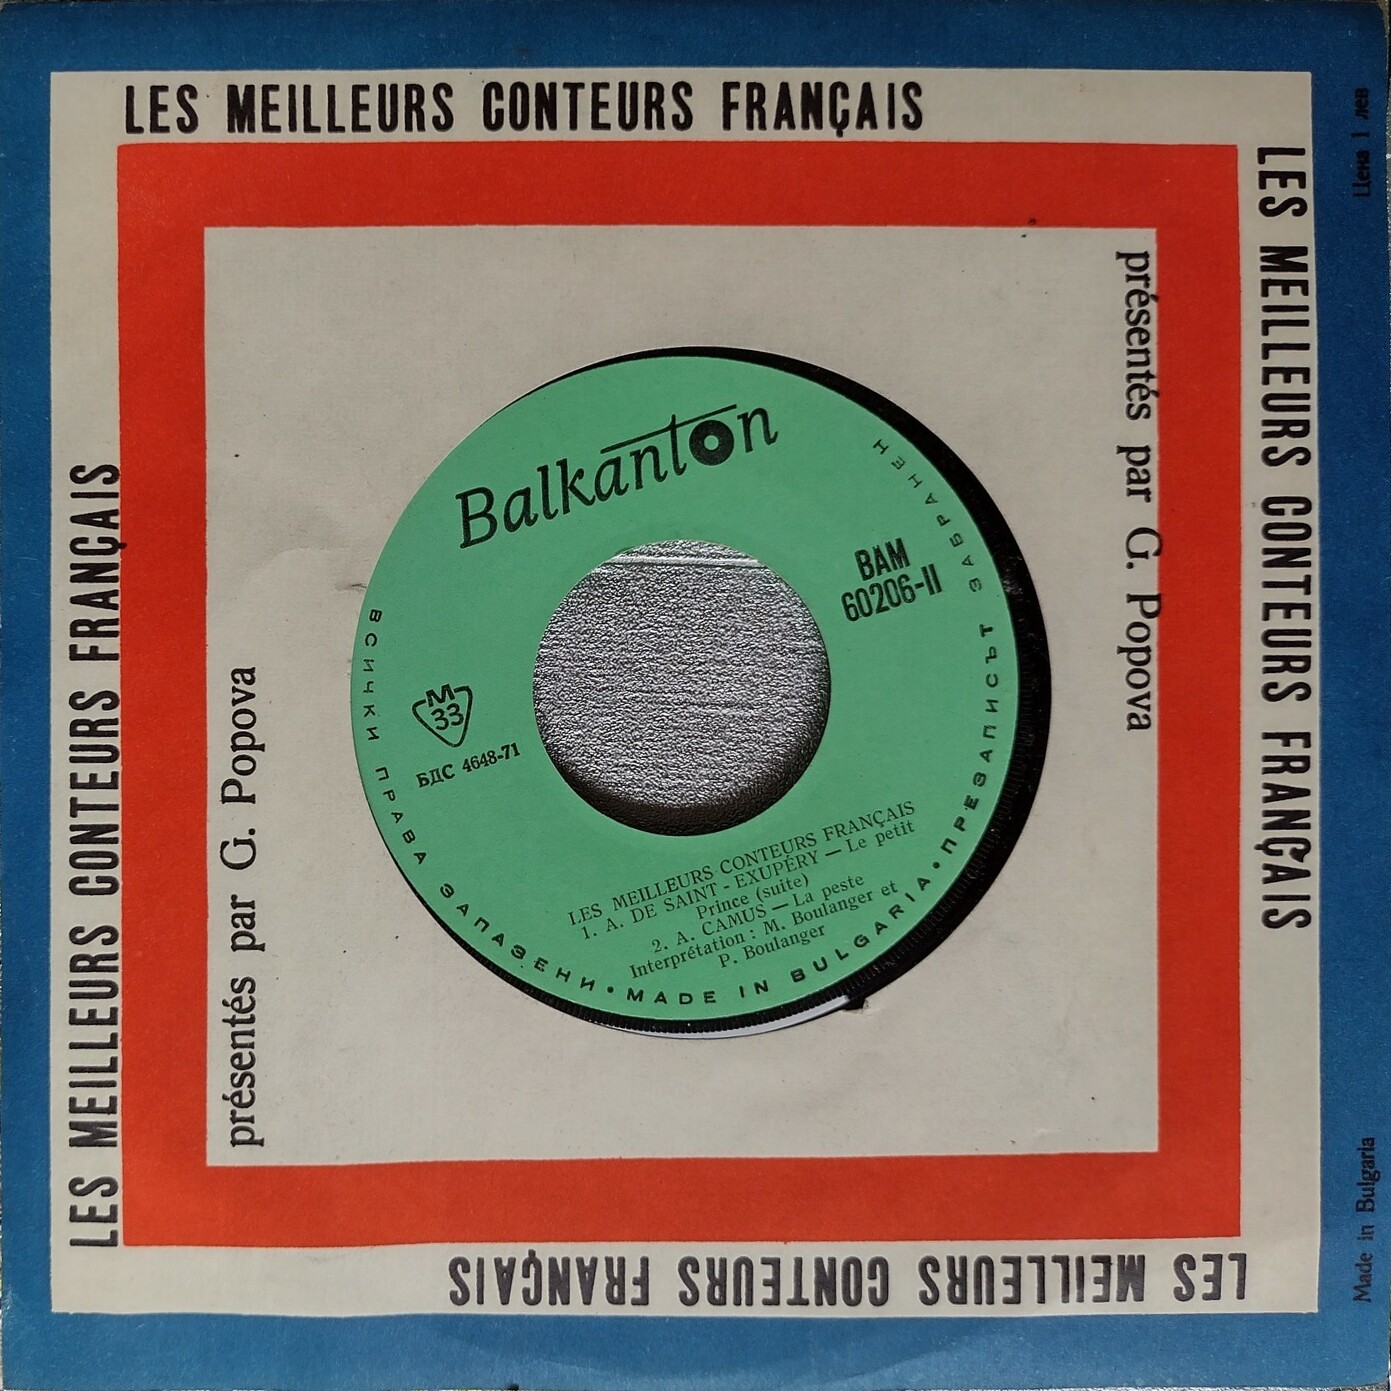 LES MEILLEURS CONTEURS FRANÇAIS
LES MEILLEURS CONTEURS FRANÇAIS
LES MEILLEURS CONTEURS FRANÇAIS
LES MEILLEURS CONTEURS FRANÇAIS
Цена 1 лев
Made in Bulgaria
présentés par G. Popova
présentés par G. Popova
Balkanton
BAM
60206-II
M
33
БДС 4648-71
LES MEILLEURS CONTEURS FRANÇAIS
1. A. DE SAINT - EXUPÉRY — Le petit
Prince (suite)
2. A. CAMUS — La peste
Interprétation : M. Boulanger et
P. Boulanger
ВСИЧКИ ПРАВА ЗАПАЗЕНИ • MADE IN BULGARIA • ПРЕЗАПИСЪТ ЗАБРАНЕН